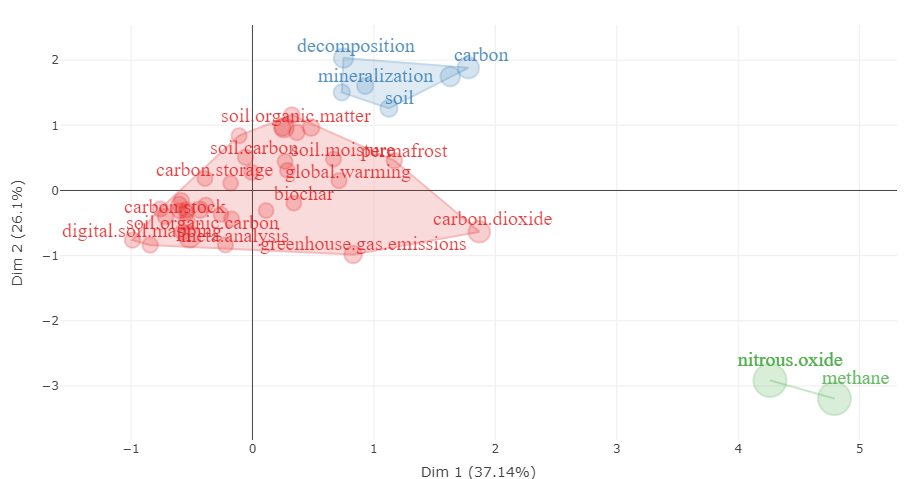 decomposition
carbon
mineralization
soil
soil.organic.matter
soil.carbon
soil.moisture
permafrost
carbon.storage
global.warming
biochar
carbon.stock
carbon.dioxide
soil.organic.carbon
digital.soil.mapping
meta.analysis
greenhouse.gas.emissions
nitrous.oxide
methane
2
1
0
−1
−2
−3
−1
0
1
2
3
4
5
Dim 1 (37.14%)
Dim 2 (26.1%)